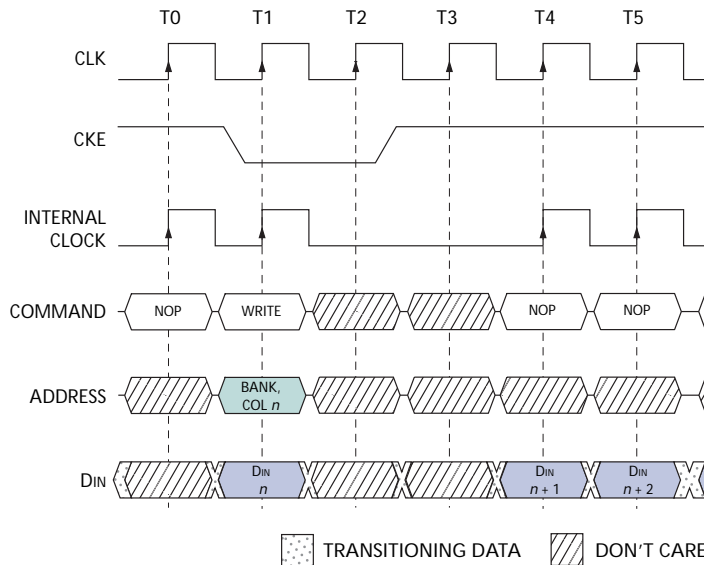 T0 T1 T2 T3 T4 T5
CLK
CKE
INTERNAL
CLOCK
COMMAND NOP WRITE NOP NOP
ADDRESS BANK,
COL n
DIN DIN
n DIN
n + 1 DIN
n + 2
TRANSITIONING DATA DON'T CARE